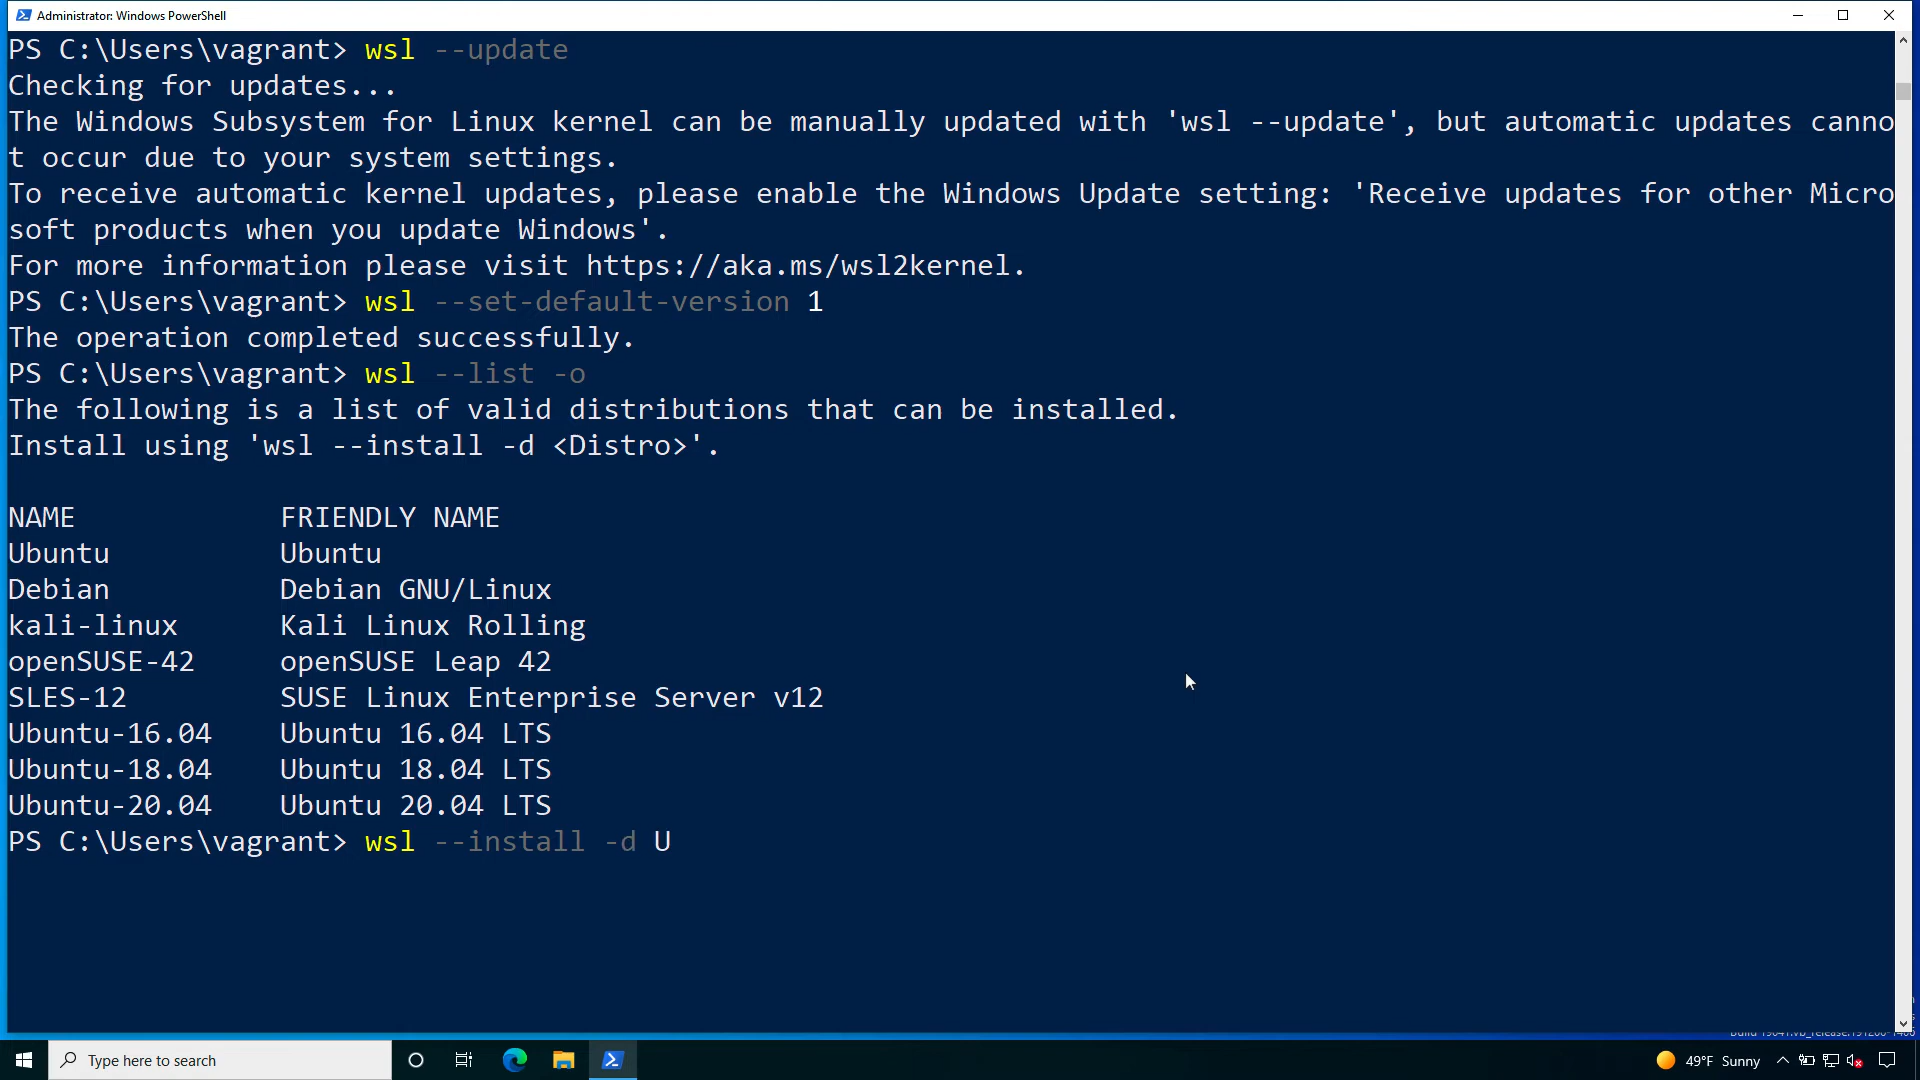 Administrator: Windows PowerShell
PS C:\Users\vagrant> wsl --update
Checking for updates...
The Windows Subsystem for Linux kernel can be manually updated with 'wsl --update', but automatic updates canno
t occur due to your system settings.
To receive automatic kernel updates, please enable the Windows Update setting: 'Receive updates for other Micro
soft products when you update Windows'.
For more information please visit https://aka.ms/wsl2kernel.
PS C:\Users\vagrant> wsl --set-default-version 1
The operation completed successfully.
PS C:\Users\vagrant> wsl --list -o
The following is a list of valid distributions that can be installed.
Install using 'wsl --install -d <Distro>'.
NAME FRIENDLY NAME
Ubuntu Ubuntu
Debian Debian GNU/Linux
kali-linux Kali Linux Rolling
openSUSE-42 openSUSE Leap 42
SLES-12 SUSE Linux Enterprise Server v12
Ubuntu-16.04 Ubuntu 16.04 LTS
Ubuntu-18.04 Ubuntu 18.04 LTS
Ubuntu-20.04 Ubuntu 20.04 LTS
PS C:\Users\vagrant> wsl --install -d U
Type here to search
49°F Sunny